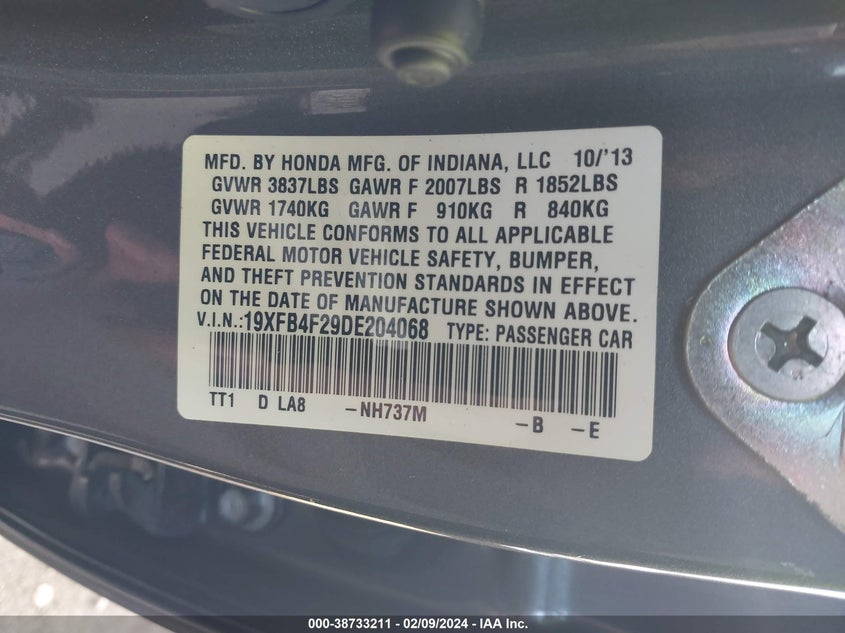 MFD. BY HONDA MFG. OF INDIANA, LLC 10/'13
GVWR 3837LBS GAWR F 2007LBS R 1852LBS
GVWR 1740KG GAWR F 910KG R 840KG
THIS VEHICLE CONFORMS TO ALL APPLICABLE
FEDERAL MOTOR VEHICLE SAFETY, BUMPER,
AND THEFT PREVENTION STANDARDS IN EFFECT
ON THE DATE OF MANUFACTURE SHOWN ABOVE.
V.I.N.:19XFB4F29DE204068 TYPE: PASSENGER CAR
TT1 D LA8 -NH737M -B -E
000-38733211 - 02/09/2024 - IAA Inc.